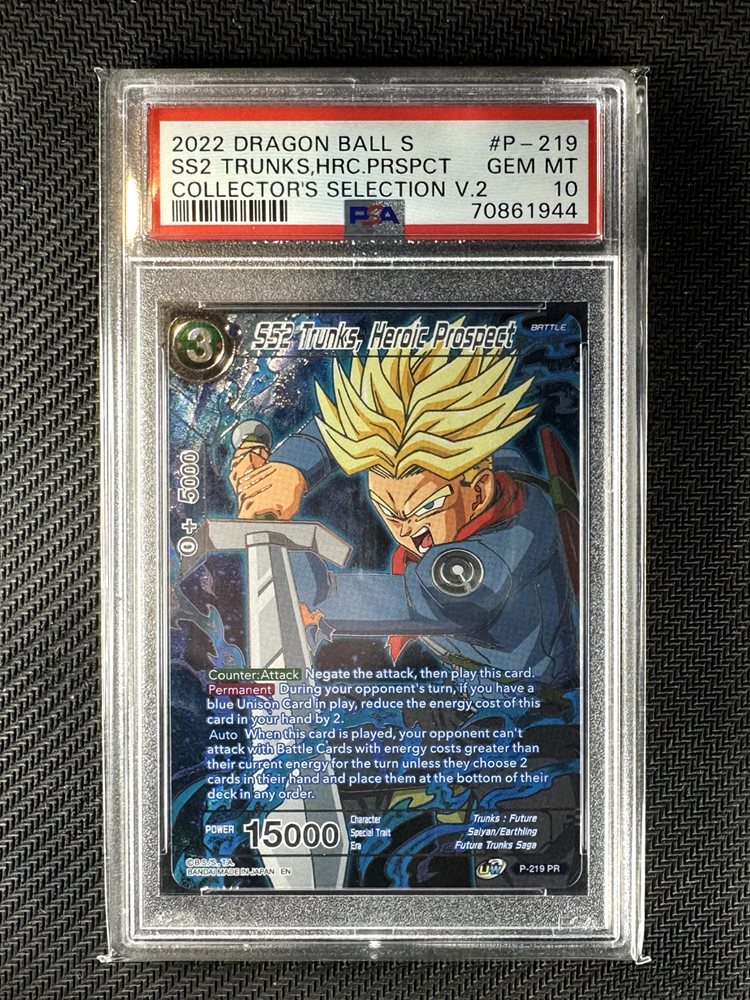 2022 DRAGON BALL S #P-219
SS2 TRUNKS,HRC.PRSPCT GEM MT
COLLECTOR'S SELECTION V.2 10
PSA 70861944
3 SS2 Trunks, Heroic Prospect BATTLE
0+ 5000
Counter:Attack Negate the attack, then play this card.
Permanent During your opponent's turn, if you have a
blue Unison Card in play, reduce the energy cost of this
card in your hand by 2.
Auto When this card is played, your opponent can't
attack with Battle Cards with energy costs greater than
their current energy for the turn unless they choose 2
cards in their hand and place them at the bottom of their
deck in any order.
POWER 15000
Character Trunks : Future
Special Trait Saiyan/Earthling
Era Future Trunks Saga
©B.S./S., T.A.
BANDAI MADE IN JAPAN EN
UW P-219 PR